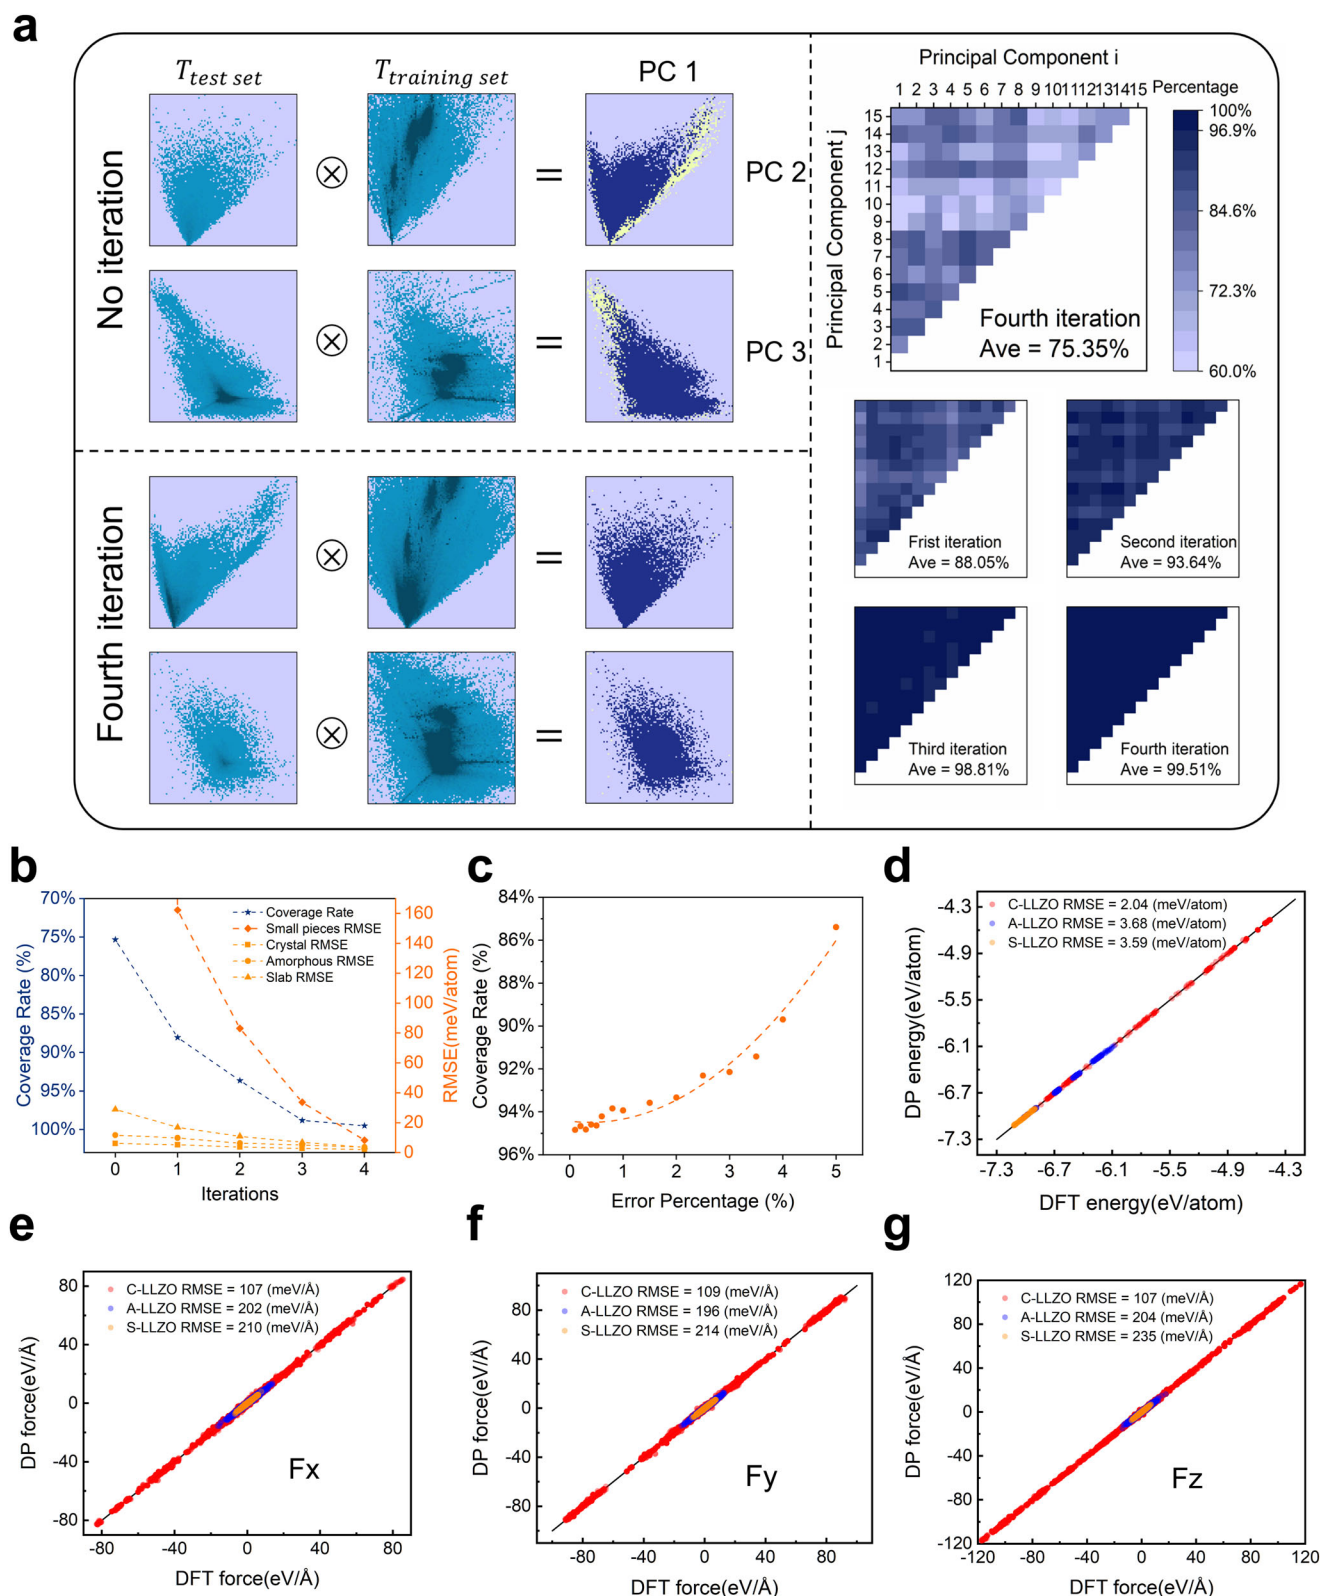 a
T test set
T training set
PC 1
No iteration
⊗
=
PC 2
⊗
=
PC 3
Fourth iteration
⊗
=
⊗
=
Principal Component i
1 2 3 4 5 6 7 8 9 101 1112131415
Percentage
Principal Component j
15
14
13
12
11
10
9
8
7
6
5
4
3
2
1
100%
96.9%
84.6%
72.3%
60.0%
Fourth iteration
Ave = 75.35%
Frist iteration
Ave = 88.05%
Second iteration
Ave = 93.64%
Third iteration
Ave = 98.81%
Fourth iteration
Ave = 99.51%
b
Coverage Rate (%)
70%
75%
80%
85%
90%
95%
100%
Coverage Rate
Small pieces RMSE
Crystal RMSE
Amorphous RMSE
Slab RMSE
160
140
120
100
80
60
40
20
0
RMSE(meV/atom)
0 1 2 3 4
Iterations
c
Coverage Rate (%)
84%
86%
88%
90%
92%
94%
96%
0 1 2 3 4 5
Error Percentage (%)
d
DP energy(eV/atom)
-4.3
-4.9
-5.5
-6.1
-6.7
-7.3
C-LLZO RMSE = 2.04 (meV/atom)
A-LLZO RMSE = 3.68 (meV/atom)
S-LLZO RMSE = 3.59 (meV/atom)
-7.3 -6.7 -6.1 -5.5 -4.9 -4.3
DFT energy(eV/atom)
e
DP force(eV/Å)
80
40
0
-40
-80
C-LLZO RMSE = 107 (meV/Å)
A-LLZO RMSE = 202 (meV/Å)
S-LLZO RMSE = 210 (meV/Å)
Fx
-80 -40 0 40 80
DFT force(eV/Å)
f
DP force(eV/Å)
80
40
0
-40
-80
C-LLZO RMSE = 109 (meV/Å)
A-LLZO RMSE = 196 (meV/Å)
S-LLZO RMSE = 214 (meV/Å)
Fy
-80 -40 0 40 80
DFT force(eV/Å)
g
DP force(eV/Å)
120
80
40
0
-40
-80
-120
C-LLZO RMSE = 107 (meV/Å)
A-LLZO RMSE = 204 (meV/Å)
S-LLZO RMSE = 235 (meV/Å)
Fz
-120 -80 -40 0 40 80 120
DFT force(eV/Å)